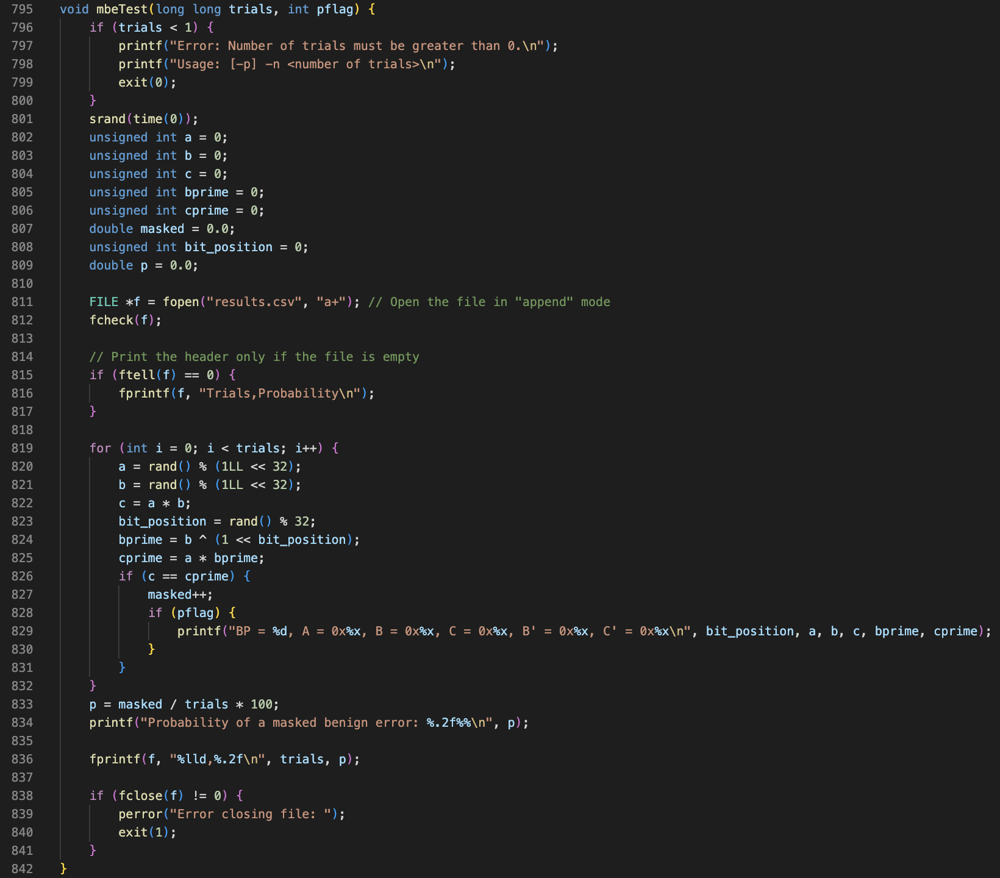 795 void mbeTest(long long trials, int pflag) {
796     if (trials < 1) {
797         printf("Error: Number of trials must be greater than 0.\n");
798         printf("Usage: [-p] -n <number of trials>\n");
799         exit(0);
800     }
801     srand(time(0));
802     unsigned int a = 0;
803     unsigned int b = 0;
804     unsigned int c = 0;
805     unsigned int bprime = 0;
806     unsigned int cprime = 0;
807     double masked = 0.0;
808     unsigned int bit_position = 0;
809     double p = 0.0;
810
811     FILE *f = fopen("results.csv", "a+"); // Open the file in "append" mode
812     fcheck(f);
813
814     // Print the header only if the file is empty
815     if (ftell(f) == 0) {
816         fprintf(f, "Trials,Probability\n");
817     }
818
819     for (int i = 0; i < trials; i++) {
820         a = rand() % (1LL << 32);
821         b = rand() % (1LL << 32);
822         c = a * b;
823         bit_position = rand() % 32;
824         bprime = b ^ (1 << bit_position);
825         cprime = a * bprime;
826         if (c == cprime) {
827             masked++;
828             if (pflag) {
829                 printf("BP = %d, A = 0x%x, B = 0x%x, C = 0x%x, B' = 0x%x, C' = 0x%x\n", bit_position, a, b, c, bprime, cprime);
830             }
831         }
832     }
833     p = masked / trials * 100;
834     printf("Probability of a masked benign error: %.2f%%\n", p);
835
836     fprintf(f, "%lld,%.2f\n", trials, p);
837
838     if (fclose(f) != 0) {
839         perror("Error closing file: ");
840         exit(1);
841     }
842 }